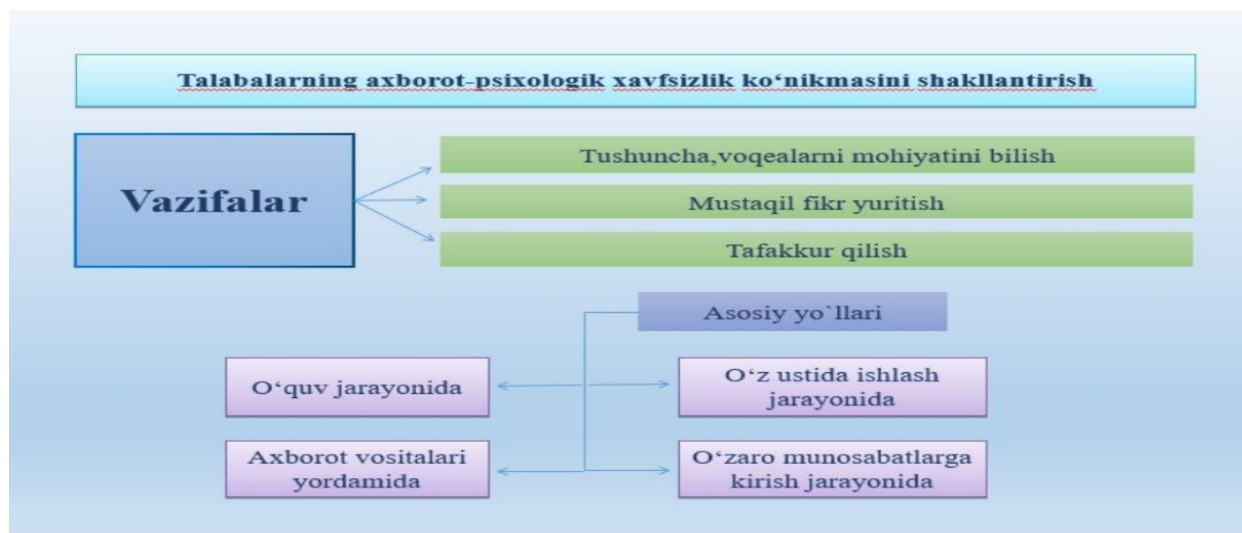 Talabalarning axborot-psixologik xavfsizlik ko‘nikmasini shakllantirish
Vazifalar
Tushuncha,voqealarni mohiyatini bilish
Mustaqil fikr yuritish
Tafakkur qilish
Asosiy yo`llari
O‘quv jarayonida
O‘z ustida ishlash
jarayonida
Axborot vositalari
yordamida
O‘zaro munosabatlarga
kirish jarayonida